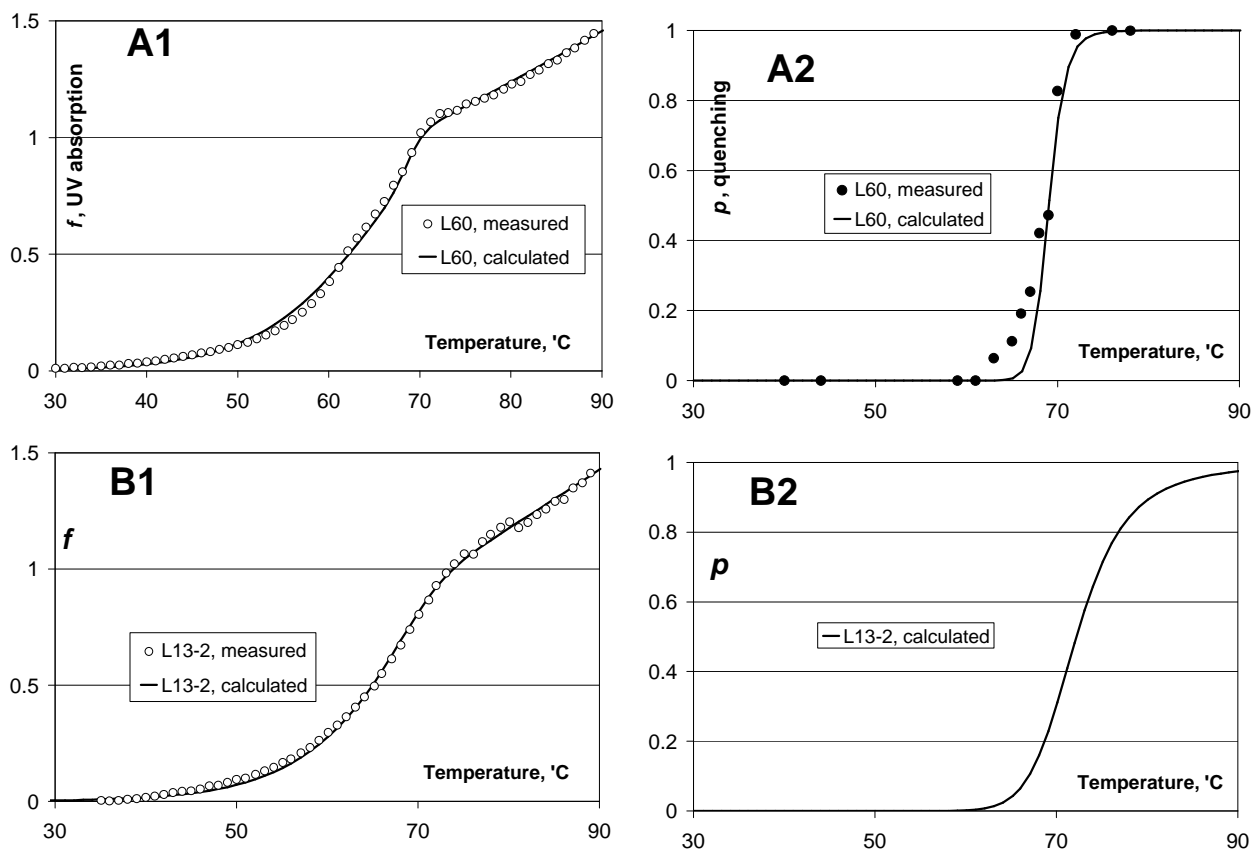 A1
1.5
1
0.5
0
f, UV absorption
L60, measured
L60, calculated
Temperature, 'C
30 40 50 60 70 80 90
A2
1
0.8
0.6
0.4
0.2
0
p, quenching
L60, measured
L60, calculated
Temperature, 'C
30 50 70 90
B1
1.5
1
0.5
0
f
L13-2, measured
L13-2, calculated
Temperature, 'C
30 40 50 60 70 80 90
B2
1
0.8
0.6
0.4
0.2
0
p
L13-2, calculated
Temperature, 'C
30 50 70 90